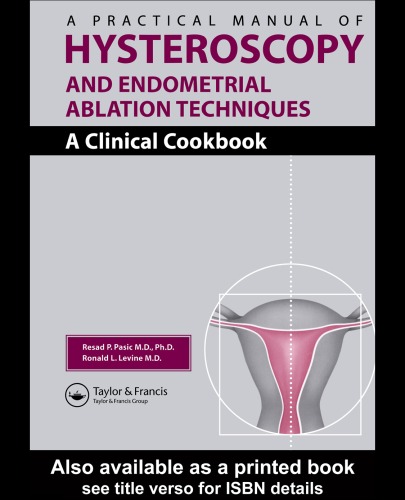 A PRACTICAL MANUAL OF
HYSTEROSCOPY
AND ENDOMETRIAL
ABLATION TECHNIQUES
A Clinical Cookbook
Resad P. Pasic M.D., Ph.D.
Ronald L. Levine M.D.
Taylor & Francis
Taylor & Francis Group
Also available as a printed book
see title verso for ISBN details